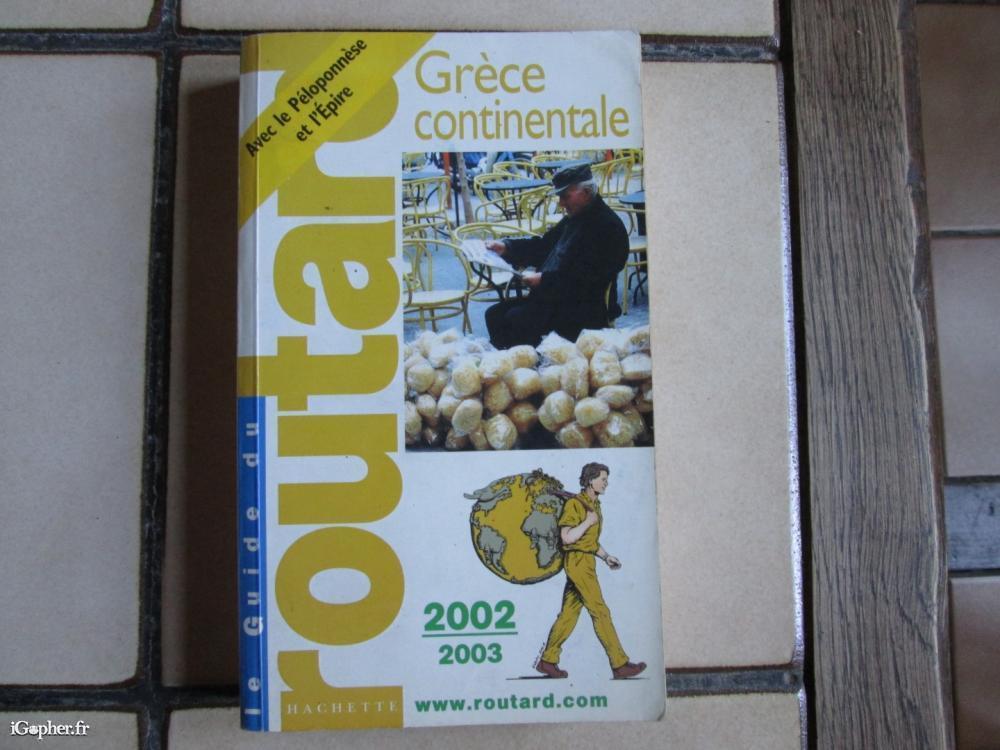 Avec le Péloponnèse
et l'Épire
Grèce
continentale
le Guide du
routard
2002
2003
HACHETTE
www.routard.com
iGopher.fr